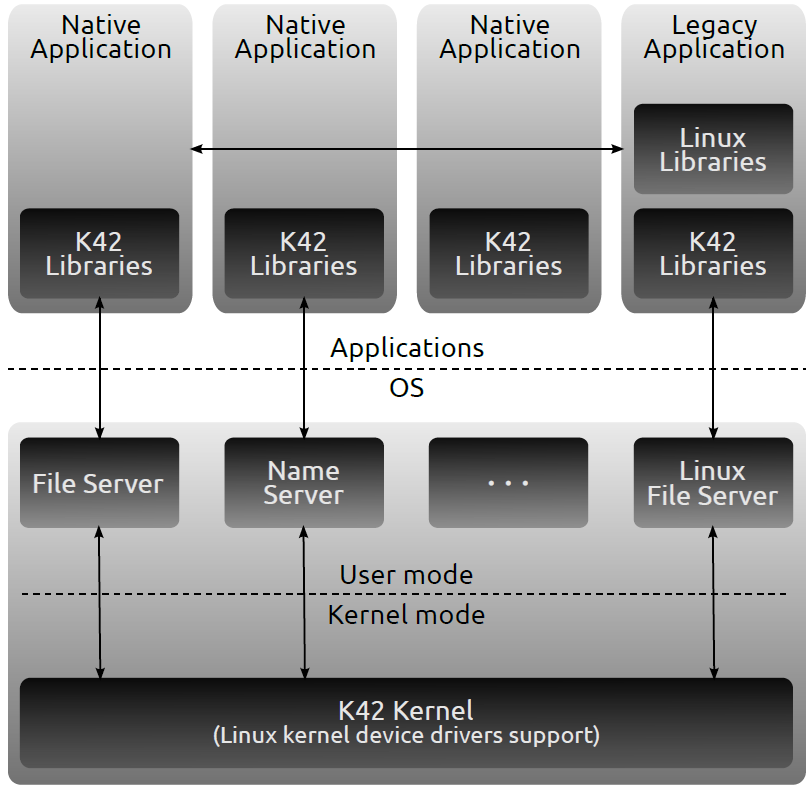 Native
Application
Native
Application
Native
Application
Legacy
Application
Linux
Libraries
K42
Libraries
K42
Libraries
K42
Libraries
K42
Libraries
Applications
OS
File Server
Name
Server
...
Linux
File Server
User mode
Kernel mode
K42 Kernel
(Linux kernel device drivers support)